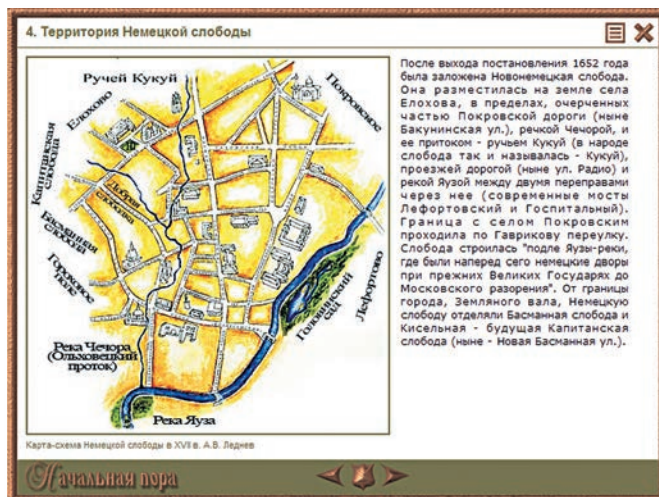 4. Территория Немецкой слободы
Ручей Кукуй
Елохово
Покровское
Капитанская
слобода
Добрая
слободка
Басманная
слобода
Гороховое
поле
Головинский
сад
Лефортово
Река Чечора
(Ольховецкий
проток)
Река Яуза
Карта-схема Немецкой слободы в XVII в. А.В. Леднев
После выхода постановления 1652 года
была заложена Новонемецкая слобода.
Она разместилась на земле села
Елохова, в пределах, очерченных
частью Покровской дороги (ныне
Бакунинская ул.), речкой Чечорой, и
ее притоком - ручьем Кукуй (в народе
слобода так и называлась - Кукуй),
проезжей дорогой (ныне ул. Радио) и
рекой Яузой между двумя переправами
через нее (современные мосты
Лефортовский и Госпитальный).
Граница с селом Покровским
проходила по Гаврикову переулку.
Слобода строилась "подле Яузы-реки,
где были наперед сего немецкие дворы
при прежних Великих Государях до
Московского разорения". От границы
города, Земляного вала, Немецкую
слободу отделяли Басманная слобода и
Кисельная - будущая Капитанская
слобода (ныне - Новая Басманная ул.).
Начальная пора